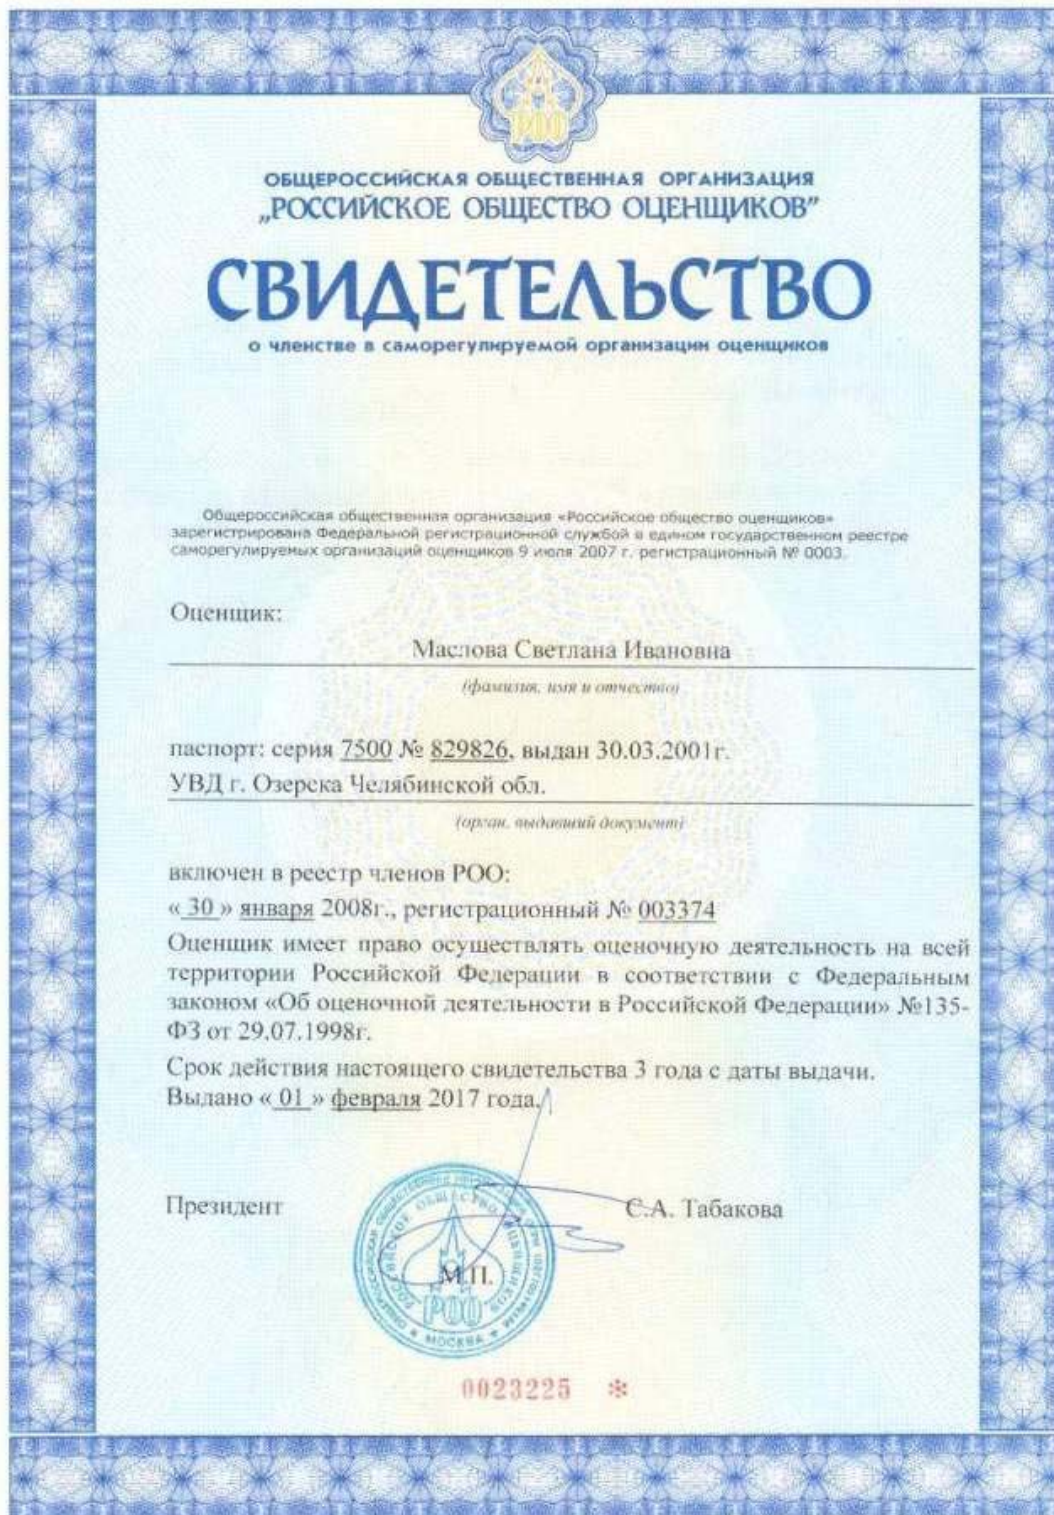 РОО
ОБЩЕРОССИЙСКАЯ ОБЩЕСТВЕННАЯ ОРГАНИЗАЦИЯ
„РОССИЙСКОЕ ОБЩЕСТВО ОЦЕНЩИКОВ”
СВИДЕТЕЛЬСТВО
о членстве в саморегулируемой организации оценщиков
Общероссийская общественная организация «Российское общество оценщиков»
зарегистрирована Федеральной регистрационной службой в едином государственном реестре
саморегулируемых организаций оценщиков 9 июля 2007 г. регистрационный № 0003.
Оценщик:
Маслова Светлана Ивановна
(фамилия, имя и отчество)
паспорт: серия 7500 № 829826, выдан 30.03.2001г.
УВД г. Озерска Челябинской обл.
(орган, выдавший документ)
включен в реестр членов РОО:
« 30 » января 2008г., регистрационный № 003374
Оценщик имеет право осуществлять оценочную деятельность на всей
территории Российской Федерации в соответствии с Федеральным
законом «Об оценочной деятельности в Российской Федерации» №135-
ФЗ от 29.07.1998г.
Срок действия настоящего свидетельства 3 года с даты выдачи.
Выдано « 01 » февраля 2017 года.
Президент
С.А. Табакова
РОССИЙСКОЕ ОБЩЕСТВО ОЦЕНЩИКОВ
М.П.
РОО
МОСКВА
0023225 *